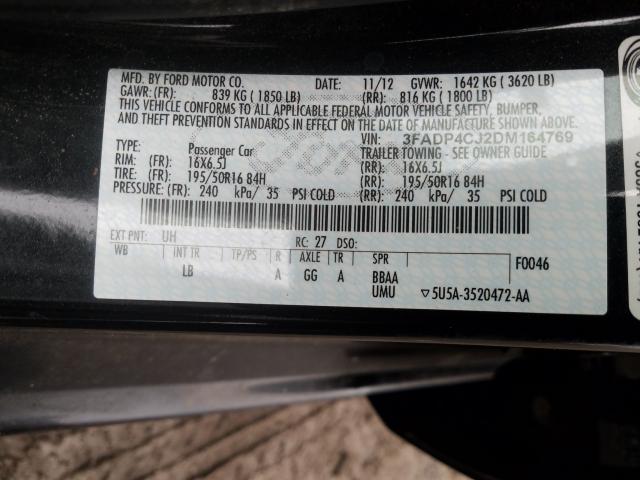 MFD. BY FORD MOTOR CO. DATE: 11/12 GVWR: 1642 KG ( 3620 LB)
GAWR: (FR): 839 KG ( 1850 LB) (RR): 816 KG ( 1800 LB)
THIS VEHICLE CONFORMS TO ALL APPLICABLE FEDERAL MOTOR VEHICLE SAFETY, BUMPER,
AND THEFT PREVENTION STANDARDS IN EFFECT ON THE DATE OF MANUFACTURE SHOWN ABOVE.
VIN: 3FADP4CJ2DM164769
TYPE: Passenger Car TRAILER TOWING - SEE OWNER GUIDE
RIM: (FR): 16X6.5J (RR): 16X6.5J
TIRE: (FR): 195/50R16 84H (RR): 195/50R16 84H
PRESSURE: (FR): 240 kPa/ 35 PSI COLD (RR): 240 kPa/ 35 PSI COLD
EXT PNT: UH RC: 27 DSO:
WB INT TR TP/PS R AXLE TR SPR F0046
LB A GG A BBAA
UMU ▽5U5A-3520472-AA